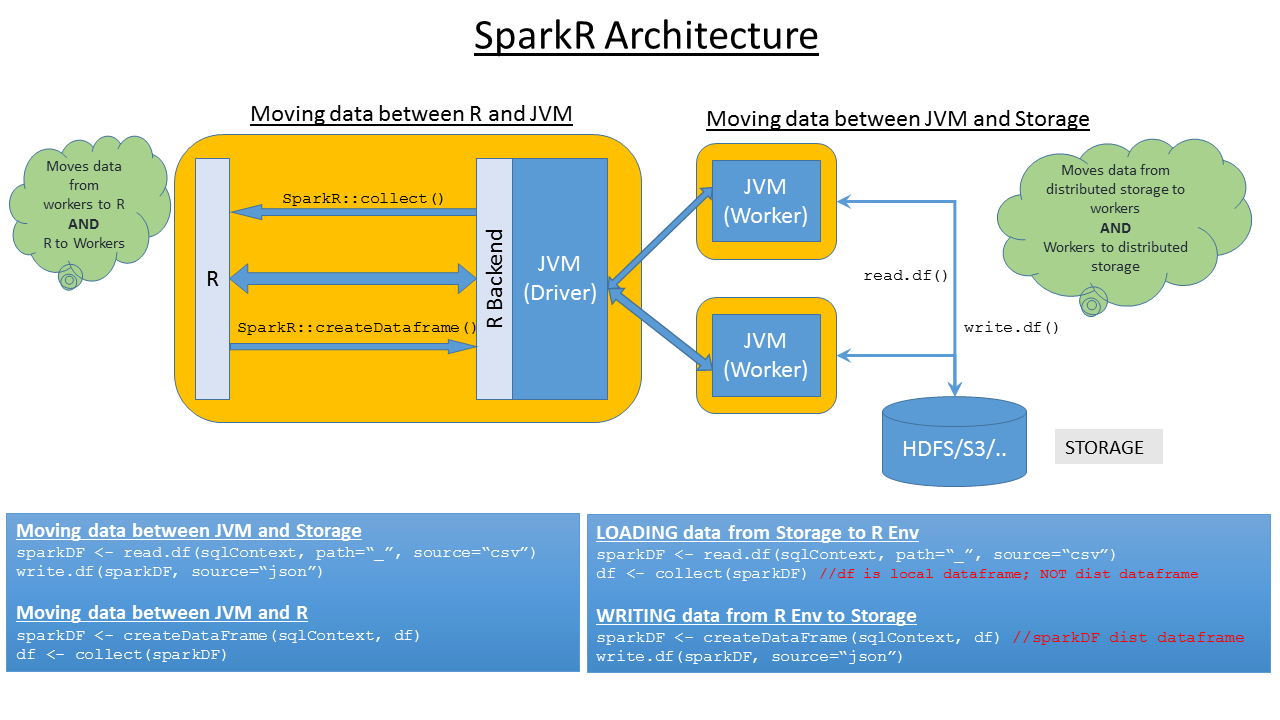 SparkR Architecture
Moving data between R and JVM
Moving data between JVM and Storage
Moves data
from
workers to R
AND
R to Workers
SparkR::collect()
R
SparkR::createDataframe()
R Backend
JVM
(Driver)
JVM
(Worker)
JVM
(Worker)
read.df()
write.df()
Moves data from
distributed storage to
workers
AND
Workers to distributed
storage
HDFS/S3/..
STORAGE
Moving data between JVM and Storage
sparkDF <- read.df(sqlContext, path=“_”, source=“csv”)
write.df(sparkDF, source=“json”)
Moving data between JVM and R
sparkDF <- createDataFrame(sqlContext, df)
df <- collect(sparkDF)
LOADING data from Storage to R Env
sparkDF <- read.df(sqlContext, path=“_”, source=“csv”)
df <- collect(sparkDF) //df is local dataframe; NOT dist dataframe
WRITING data from R Env to Storage
sparkDF <- createDataFrame(sqlContext, df) //sparkDF dist dataframe
write.df(sparkDF, source=“json”)